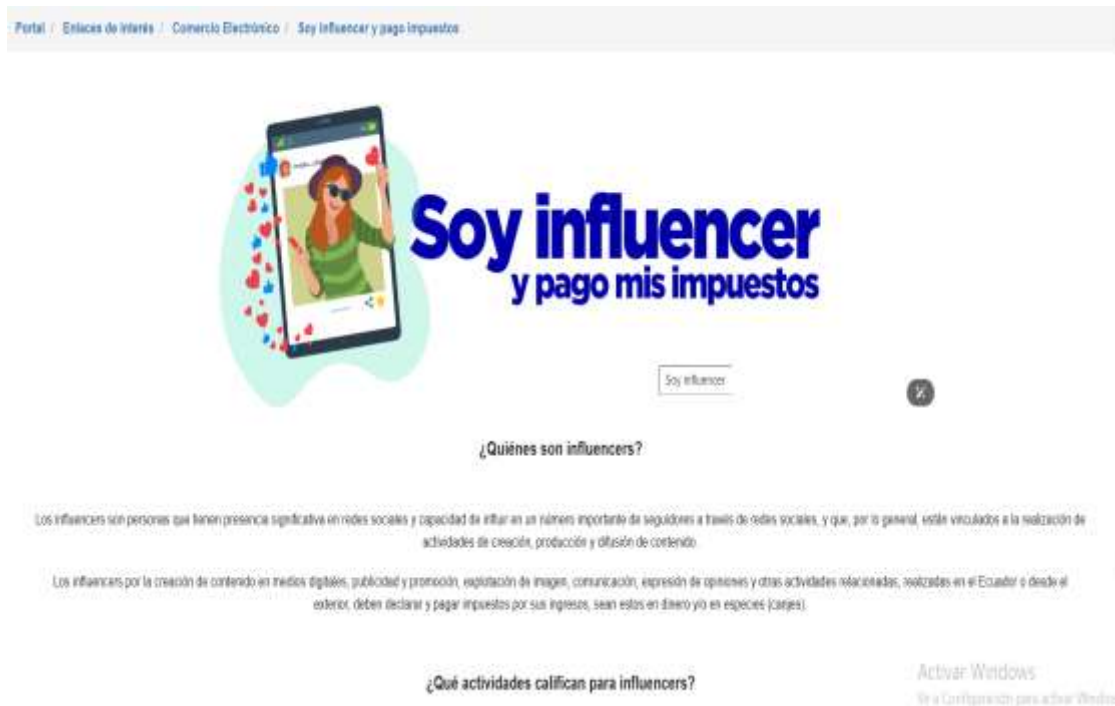 Portal / Enlaces de interés / Comercio Electrónico / Soy Influencer y pago impuestos
Soy influencer
y pago mis impuestos
Soy influencer
¿Quiénes son influencers?
Los influencers son personas que tienen presencia significativa en redes sociales y capacidad de influir en un número importante de seguidores a través de redes sociales, y que, por lo general, están vinculados a la realización de
actividades de creación, producción y difusión de contenido.
Los influencers por la creación de contenido en medios digitales, publicidad y promoción, explotación de imagen, comunicación, expresión de opiniones y otras actividades relacionadas, realizadas en el Ecuador o desde el
exterior, deben declarar y pagar impuestos por sus ingresos, sean estos en dinero y/o en especies (canjes).
¿Qué actividades califican para influencers?
Activar Windows
Ve a Configuración para activar Windows